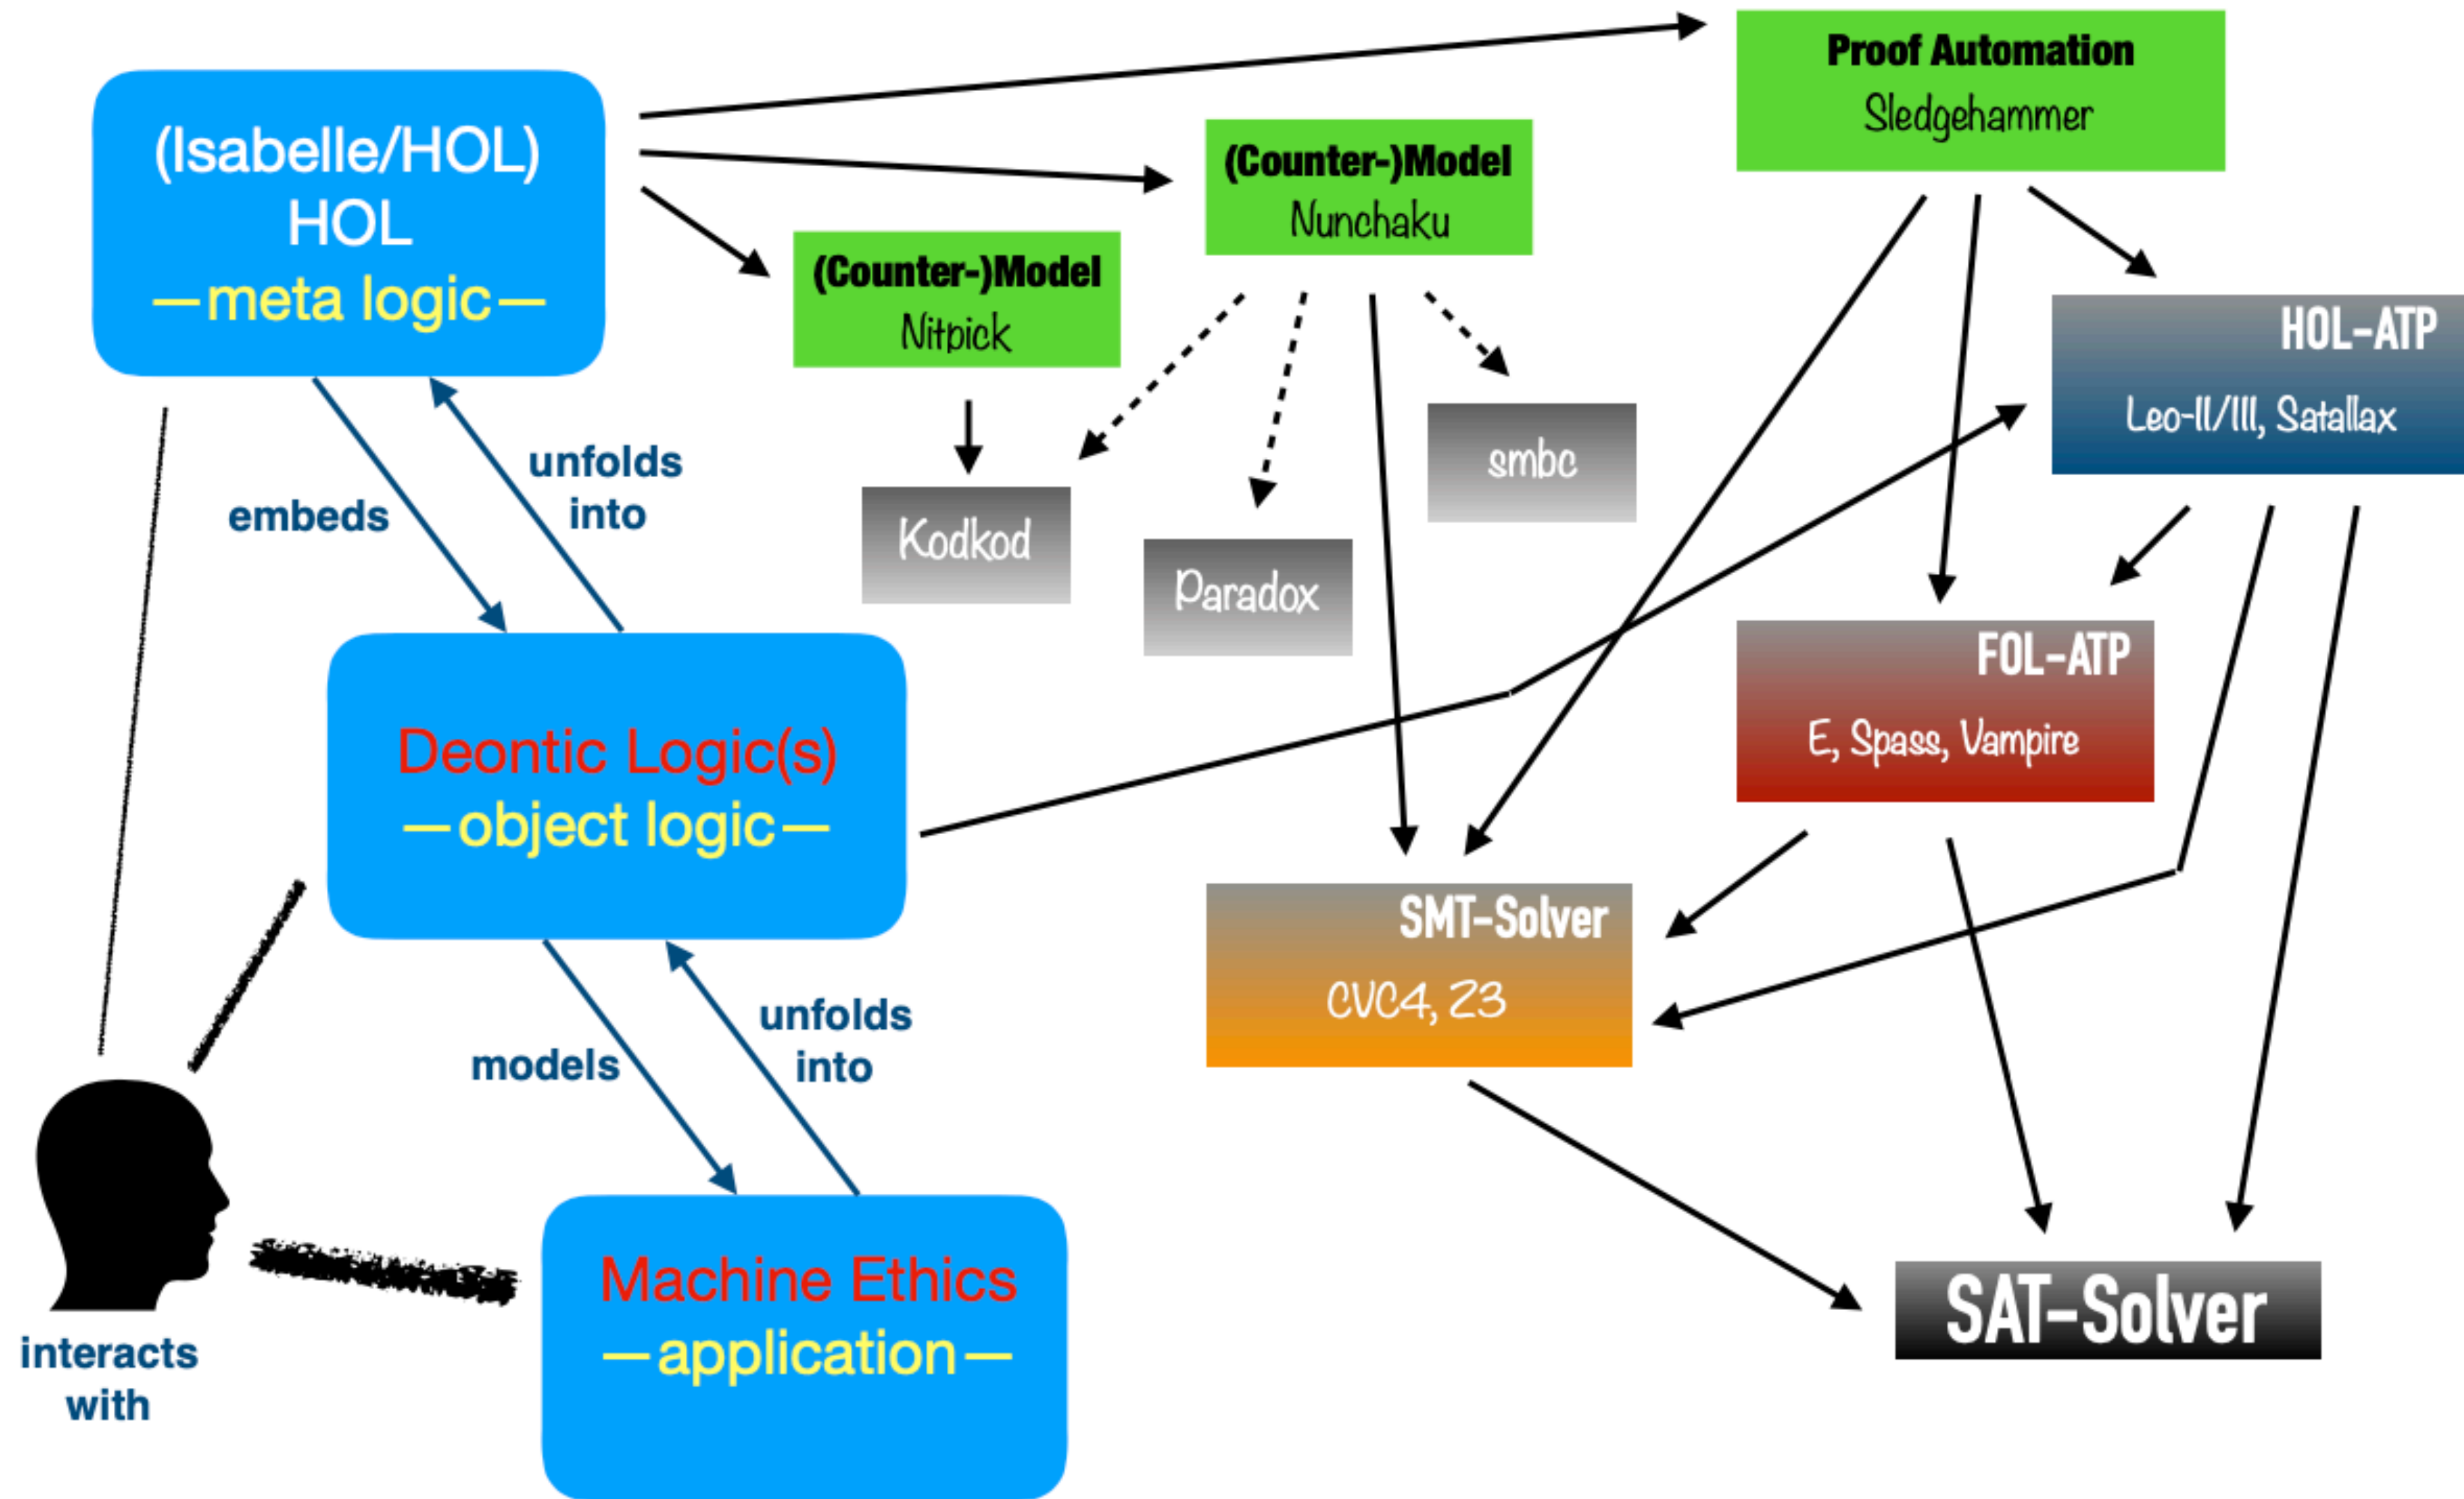 Proof Automation
Sledgehammer
(Isabelle/HOL)
HOL
—meta logic—
(Counter-)Model
Nunchaku
(Counter-)Model
Nitpick
HOL-ATP
Leo-II/III, Satallax
embeds
unfolds
into
smbc
Kodkod
Paradox
FOL-ATP
E, Spass, Vampire
Deontic Logic(s)
—object logic—
SMT-Solver
CVC4, Z3
models
unfolds
into
Machine Ethics
—application—
SAT-Solver
interacts
with